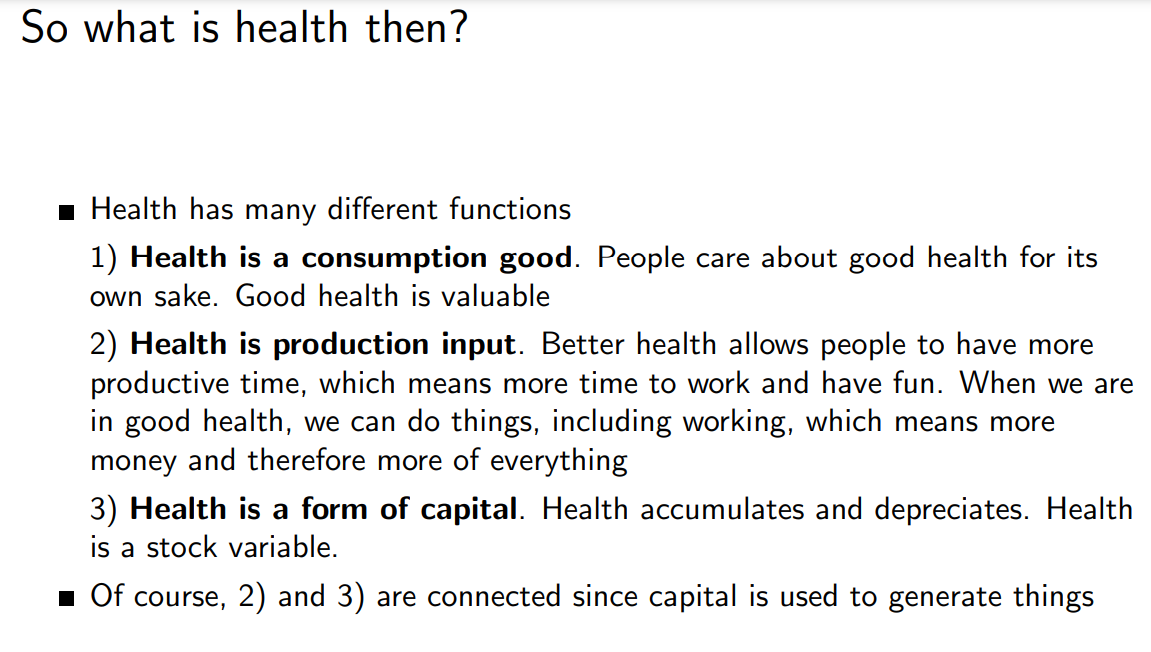 So what is health then?
■ Health has many different functions
1) Health is a consumption good. People care about good health for its
own sake. Good health is valuable
2) Health is production input. Better health allows people to have more
productive time, which means more time to work and have fun. When we are
in good health, we can do things, including working, which means more
money and therefore more of everything
3) Health is a form of capital. Health accumulates and depreciates. Health
is a stock variable.
■ Of course, 2) and 3) are connected since capital is used to generate things